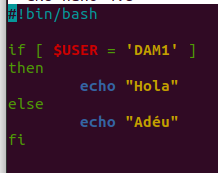 #!bin/bash
if [ $USER = 'DAM1' ]
then
echo "Hola"
else
echo "Adéu"
fi